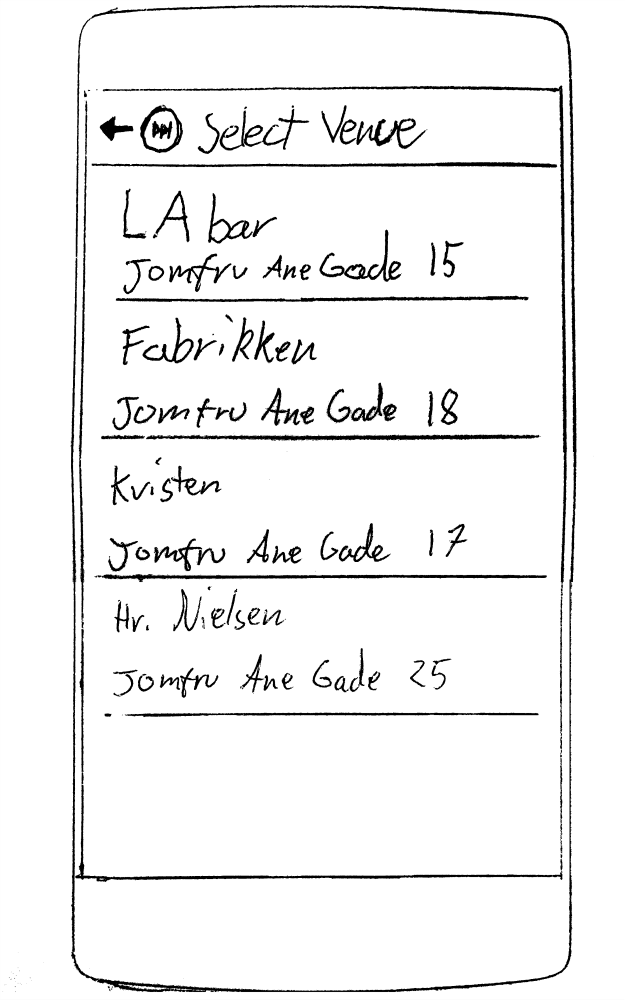 Select Venue
LA bar
Jomfru Ane Gade 15
Fabrikken
Jomfru Ane Gade 18
Kvisten
Jomfru Ane Gade 17
Hr. Nielsen
Jomfru Ane Gade 25